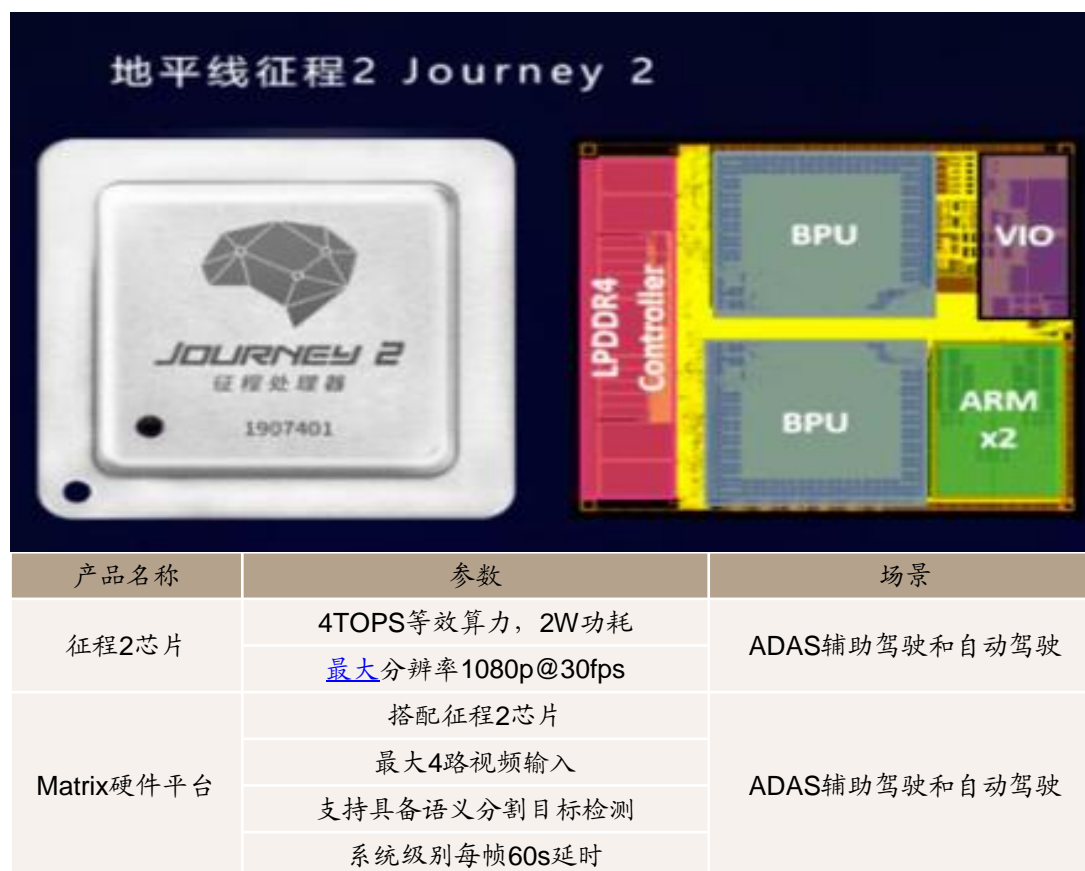 地平线征程2 Journey 2
JOURNEY 2
征程处理器
1907401
LPDDR4
Controller
BPU
VIO
BPU
ARM
x2
产品名称 参数 场景
征程2芯片 4TOPS等效算力，2W功耗 ADAS辅助驾驶和自动驾驶
最大分辨率1080p@30fps
Matrix硬件平台 搭配征程2芯片 ADAS辅助驾驶和自动驾驶
最大4路视频输入
支持具备语义分割目标检测
系统级别每帧60s延时